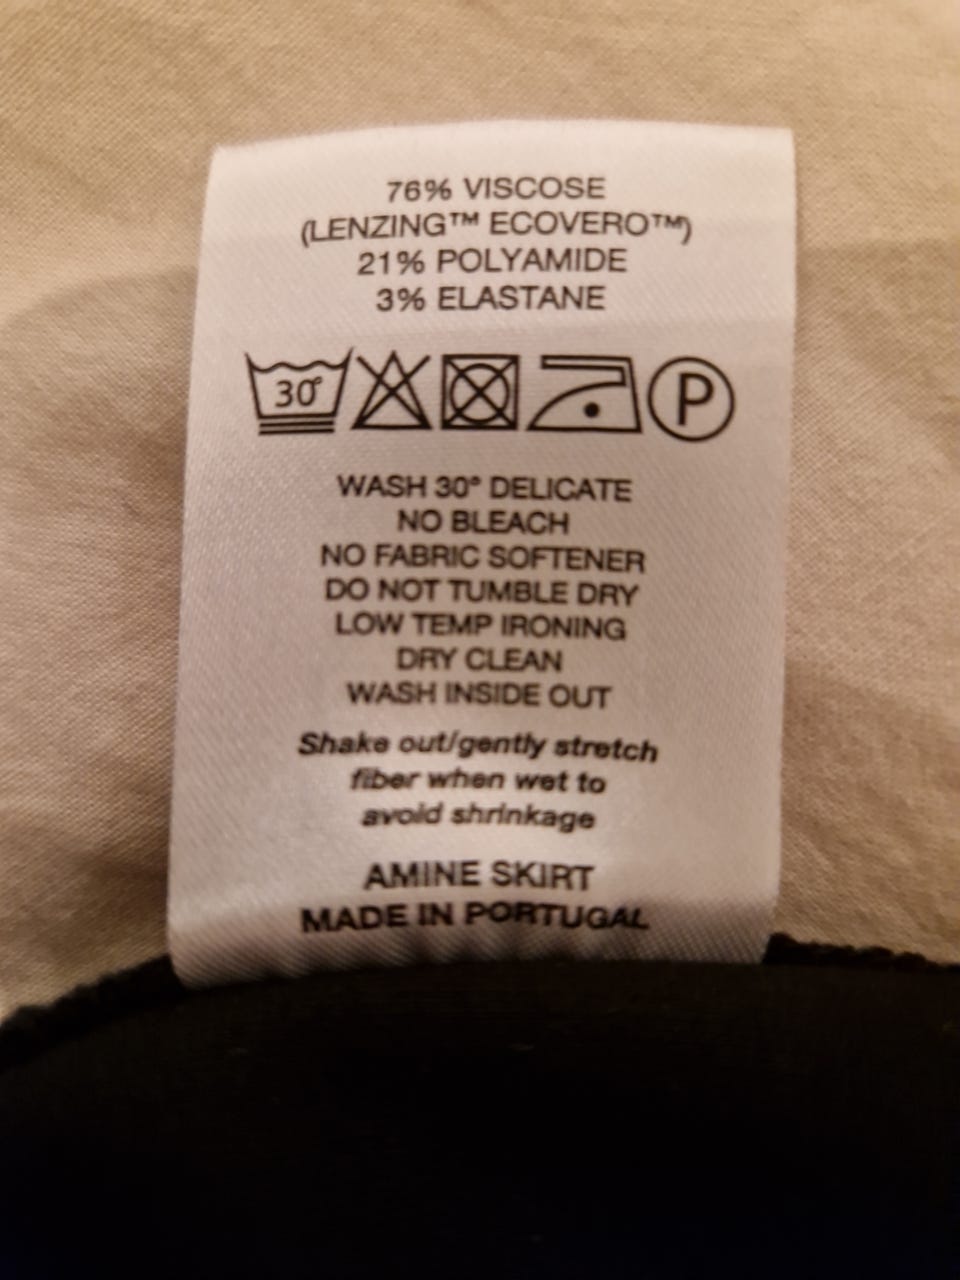 76% VISCOSE
(LENZING™ ECOVERO™)
21% POLYAMIDE
3% ELASTANE
30° P
WASH 30° DELICATE
NO BLEACH
NO FABRIC SOFTENER
DO NOT TUMBLE DRY
LOW TEMP IRONING
DRY CLEAN
WASH INSIDE OUT
Shake out/gently stretch
fiber when wet to
avoid shrinkage
AMINE SKIRT
MADE IN PORTUGAL